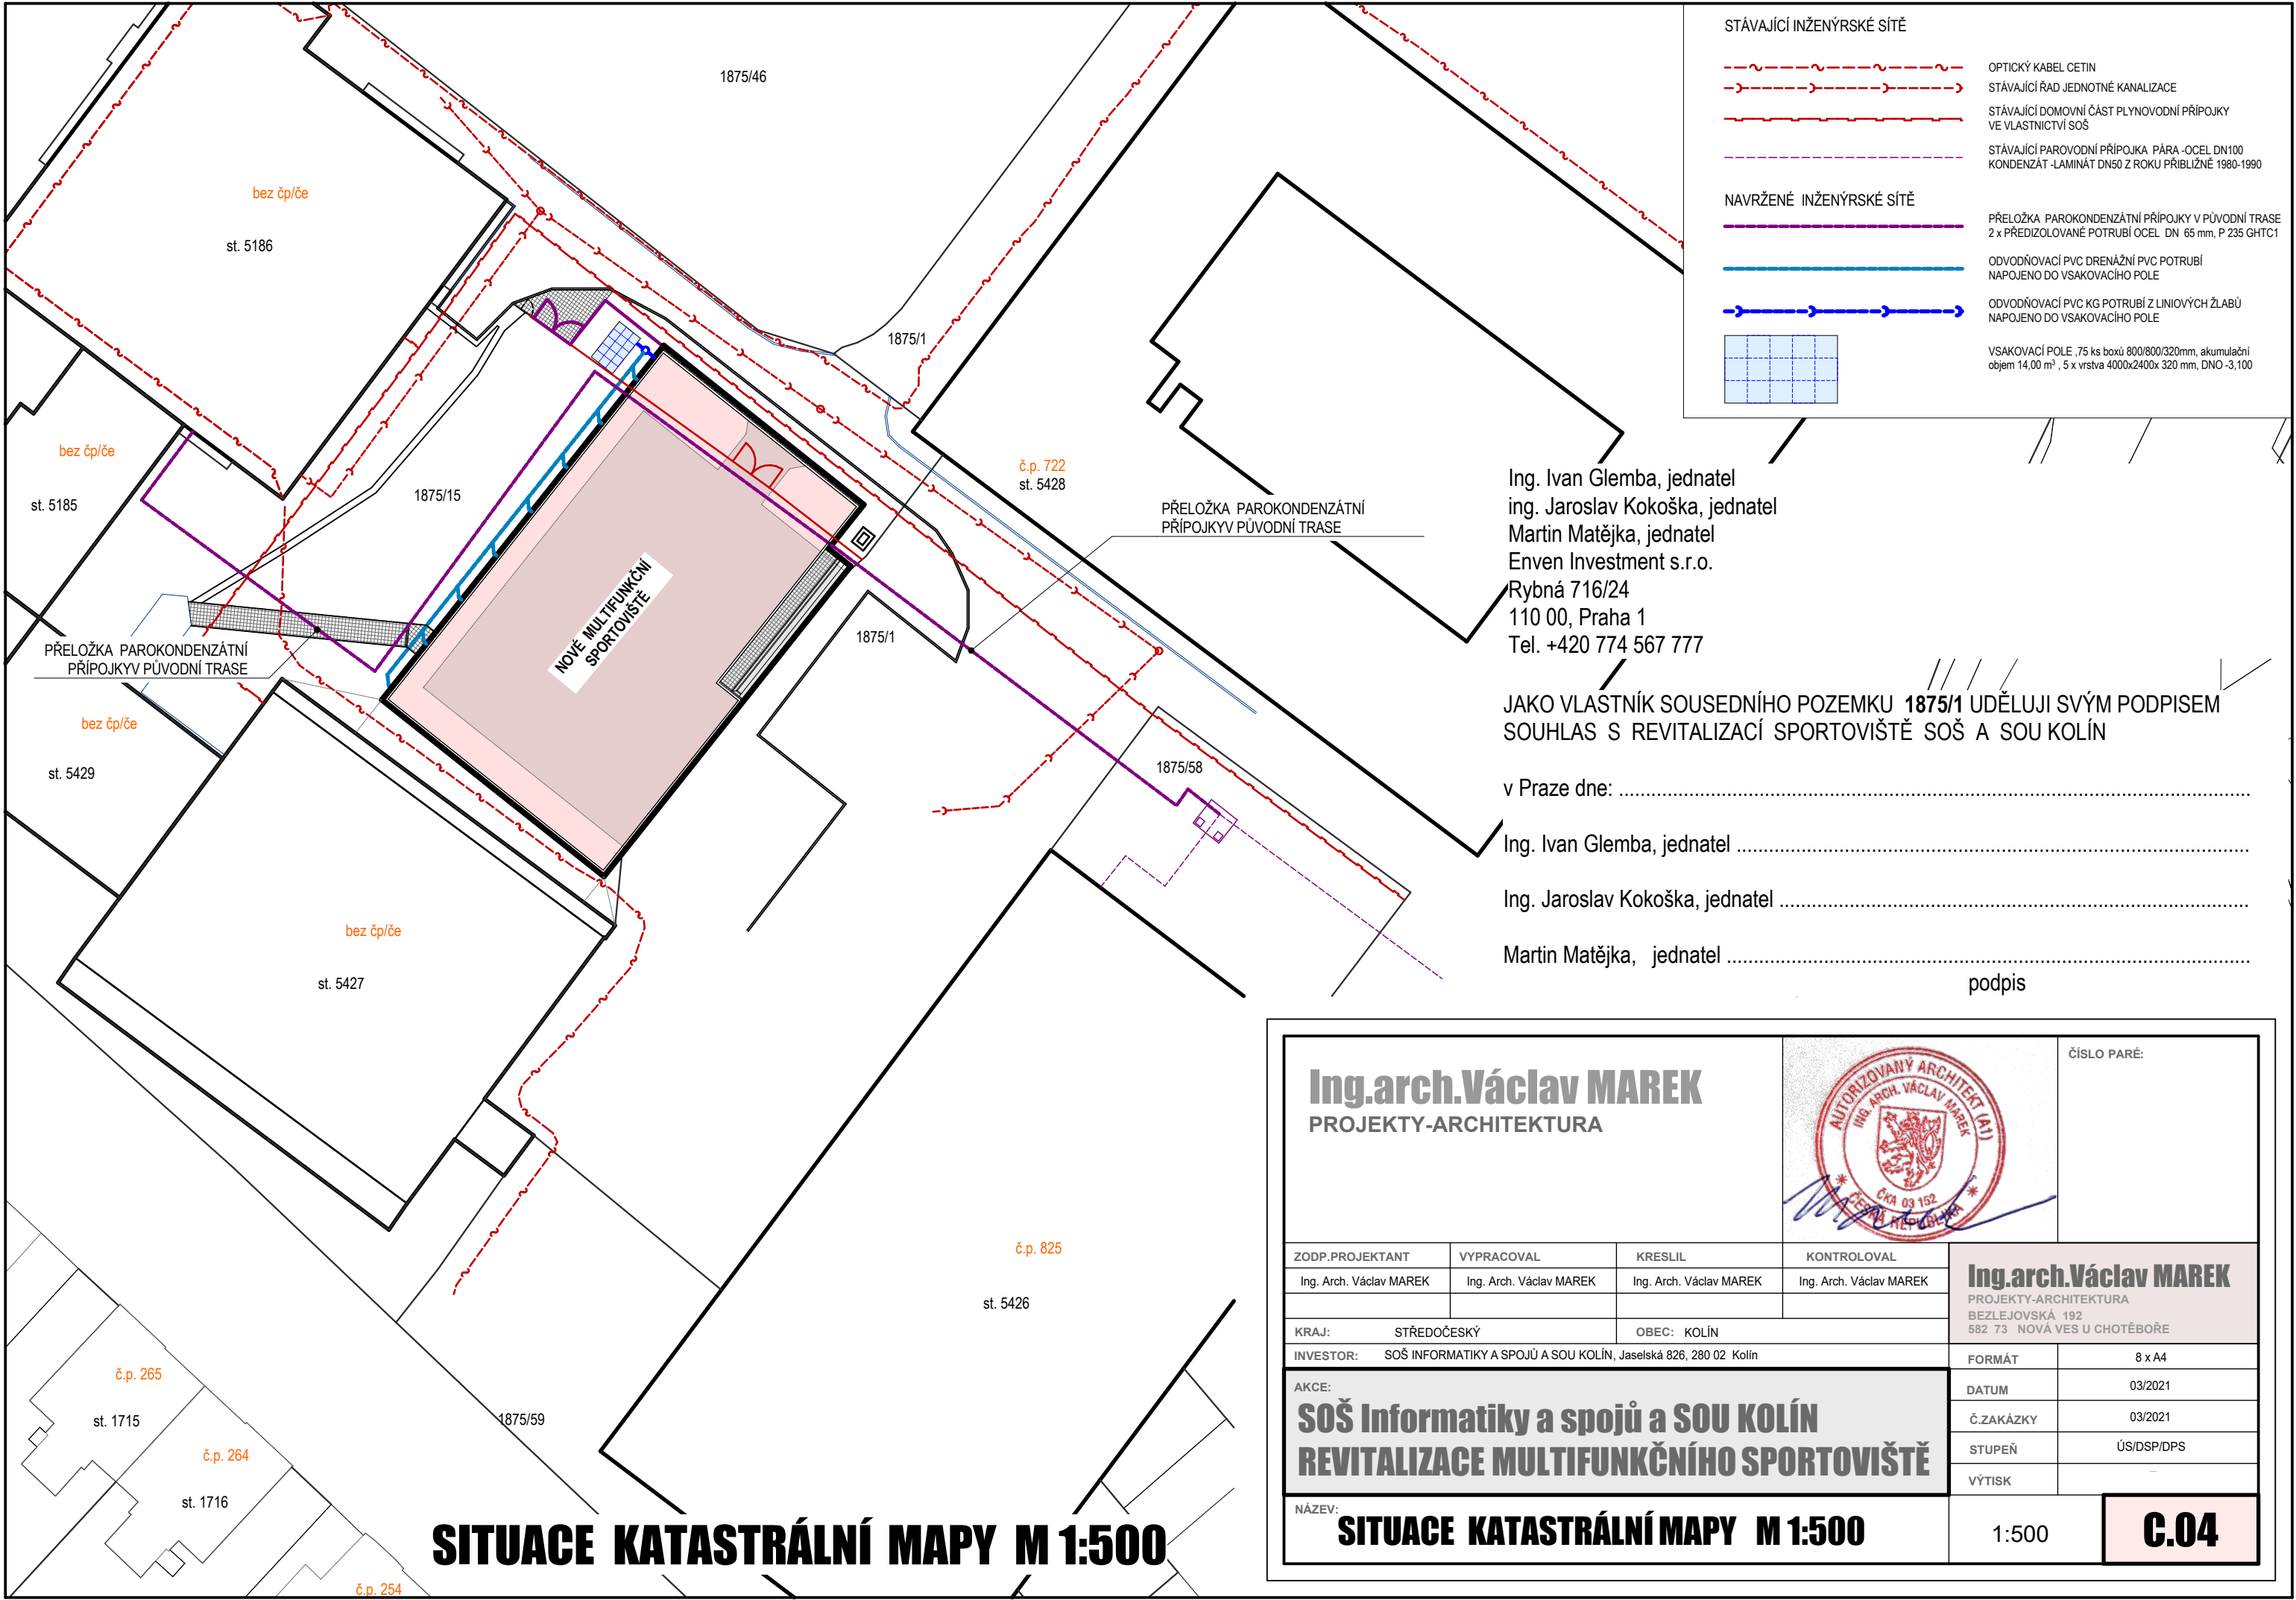 STÁVAJÍCÍ INŽENÝRSKÉ SÍTĚ
OPTICKÝ KABEL CETIN
STÁVAJÍCÍ ŘAD JEDNOTNÉ KANALIZACE
STÁVAJÍCÍ DOMOVNÍ ČÁST PLYNOVODNÍ PŘÍPOJKY
VE VLASTNICTVÍ SOŠ
STÁVAJÍCÍ PAROVODNÍ PŘÍPOJKA PÁRA -OCEL DN100
KONDENZÁT -LAMINÁT DN50 Z ROKU PŘIBLIŽNĚ 1980-1990
NAVRŽENÉ INŽENÝRSKÉ SÍTĚ
PŘELOŽKA PAROKONDENZÁTNÍ PŘÍPOJKY V PŮVODNÍ TRASE
2 x PŘEDIZOLOVANÉ POTRUBÍ OCEL DN 65 mm, P 235 GHTC1
ODVODŇOVACÍ PVC DRENÁŽNÍ PVC POTRUBÍ
NAPOJENO DO VSAKOVACÍHO POLE
ODVODŇOVACÍ PVC KG POTRUBÍ Z LINIOVÝCH ŽLABŮ
NAPOJENO DO VSAKOVACÍHO POLE
VSAKOVACÍ POLE ,75 ks boxů 800/800/320mm, akumulační
objem 14,00 m³ , 5 x vrstva 4000x2400x 320 mm, DNO -3,100
1875/46
bez čp/če
st. 5186
1875/1
bez čp/če
st. 5185
1875/15
č.p. 722
st. 5428
PŘELOŽKA PAROKONDENZÁTNÍ
PŘÍPOJKYV PŮVODNÍ TRASE
NOVÉ MULTIFUNKČNÍ
SPORTOVIŠTĚ
1875/1
PŘELOŽKA PAROKONDENZÁTNÍ
PŘÍPOJKYV PŮVODNÍ TRASE
bez čp/če
st. 5429
1875/58
bez čp/če
st. 5427
č.p. 825
st. 5426
č.p. 265
st. 1715
1875/59
č.p. 264
st. 1716
č.p. 254
SITUACE KATASTRÁLNÍ MAPY M 1:500
Ing. Ivan Glemba, jednatel
ing. Jaroslav Kokoška, jednatel
Martin Matějka, jednatel
Enven Investment s.r.o.
Rybná 716/24
110 00, Praha 1
Tel. +420 774 567 777
JAKO VLASTNÍK SOUSEDNÍHO POZEMKU 1875/1 UDĚLUJI SVÝM PODPISEM
SOUHLAS S REVITALIZACÍ SPORTOVIŠTĚ SOŠ A SOU KOLÍN
v Praze dne: ..........
Ing. Ivan Glemba, jednatel ..........
Ing. Jaroslav Kokoška, jednatel ..........
Martin Matějka, jednatel ..........
podpis
Ing.arch.Václav MAREK
PROJEKTY-ARCHITEKTURA
AUTORIZOVANÝ ARCHITEKT (A1)
ING. ARCH. VÁCLAV MAREK
ČKA 03 152
ČESKÁ REPUBLIKA
ČÍSLO PARÉ:
ZODP.PROJEKTANT VYPRACOVAL KRESLIL KONTROLOVAL
Ing. Arch. Václav MAREK Ing. Arch. Václav MAREK Ing. Arch. Václav MAREK Ing. Arch. Václav MAREK
Ing.arch.Václav MAREK
PROJEKTY-ARCHITEKTURA
BEZLEJOVSKÁ 192
582 73 NOVÁ VES U CHOTĚBOŘE
KRAJ: STŘEDOČESKÝ OBEC: KOLÍN
INVESTOR: SOŠ INFORMATIKY A SPOJŮ A SOU KOLÍN, Jaselská 826, 280 02 Kolín
FORMÁT 8 x A4
DATUM 03/2021
Č.ZAKÁZKY 03/2021
STUPEŇ ÚS/DSP/DPS
VÝTISK
AKCE:
SOŠ Informatiky a spojů a SOU KOLÍN
REVITALIZACE MULTIFUNKČNÍHO SPORTOVIŠTĚ
NÁZEV:
SITUACE KATASTRÁLNÍ MAPY M 1:500
1:500
C.04